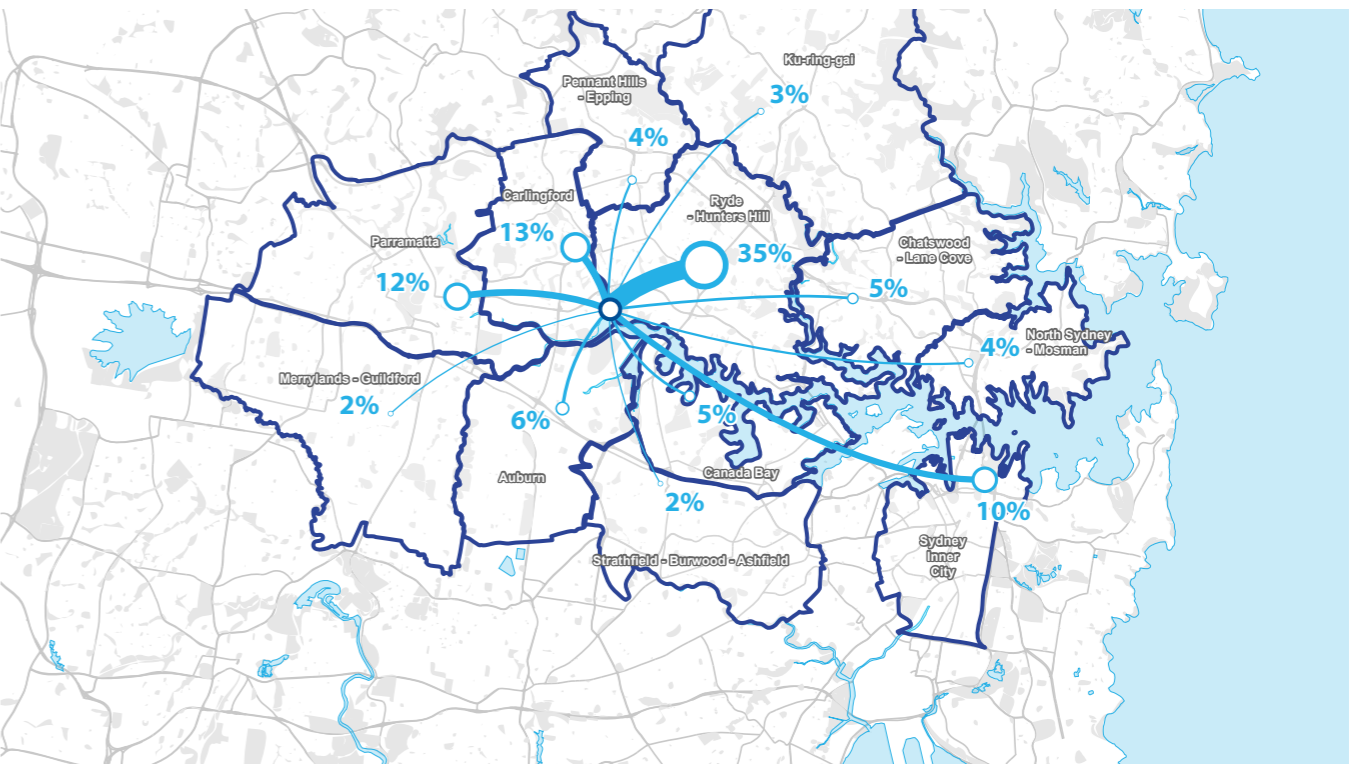 Ku-ring-gai
3%
Pennant Hills
- Epping
4%
Carlingford
13%
Ryde
- Hunters Hill
35%
Parramatta
12%
Chatswood
- Lane Cove
5%
North Sydney
- Mosman
4%
Merrylands - Guildford
2%
6%
5%
Auburn
Canada Bay
2%
10%
Sydney
Inner
City
Strathfield - Burwood - Ashfield